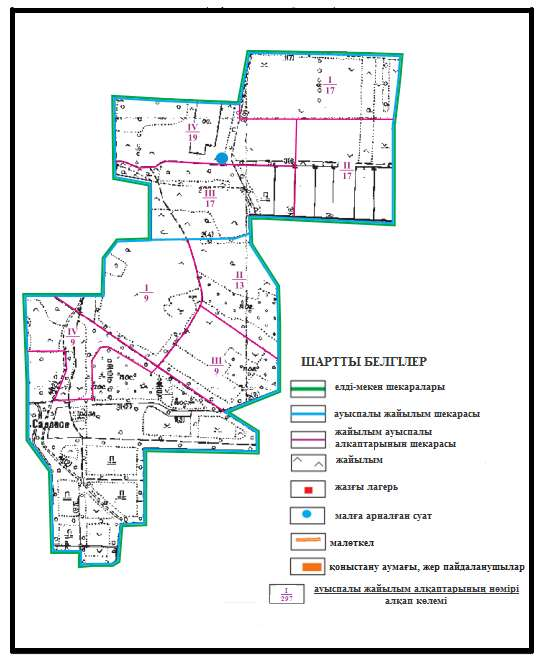 I
17
IV
19
II
17
III
17
I
9
II
13
IV
9
III
9
Садовое
ШАРТТЫ БЕЛГІЛЕР
елді-мекен шекаралары
ауыспалы жайылым шекарасы
жайылым ауыспалы
алкаптарынын шекарасы
жайылым
жазғы лагерь
малға арналған суат
малөткел
қоныстану аумағы, жер пайдаланушылар
I
297
ауыспалы жайылым алқаптарының нөмірі
алқап көлемі